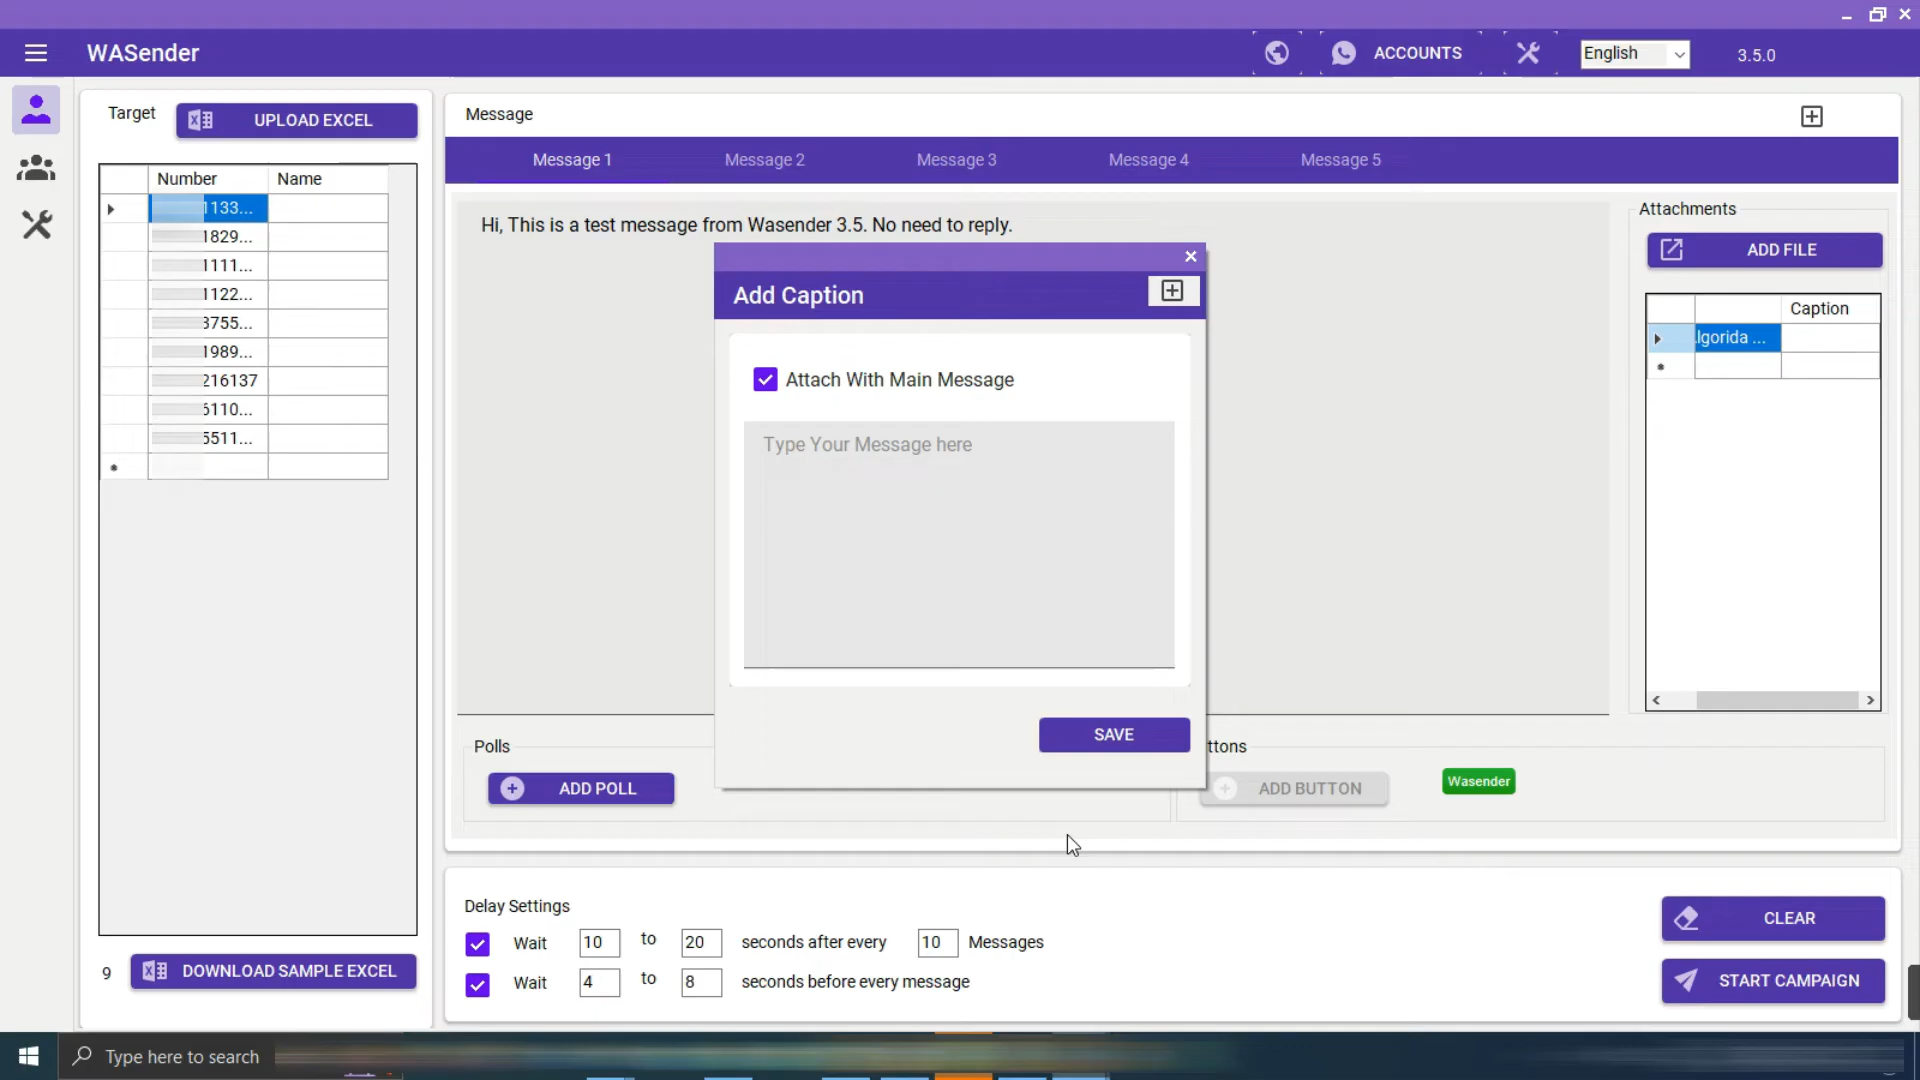 WASender
ACCOUNTS
English
3.5.0
Target
UPLOAD EXCEL
Number Name
1133...
1829...
1111...
1122...
3755...
1989...
216137
6110...
5511...
9
DOWNLOAD SAMPLE EXCEL
Message
Message 1 Message 2 Message 3 Message 4 Message 5
Hi, This is a test message from Wasender 3.5. No need to reply.
Add Caption
Attach With Main Message
Type Your Message here
SAVE
Attachments
ADD FILE
Caption
lgorida ...
Polls
ADD POLL
ttons
ADD BUTTON
Wasender
Delay Settings
Wait 10 to 20 seconds after every 10 Messages
Wait 4 to 8 seconds before every message
CLEAR
START CAMPAIGN
Type here to search